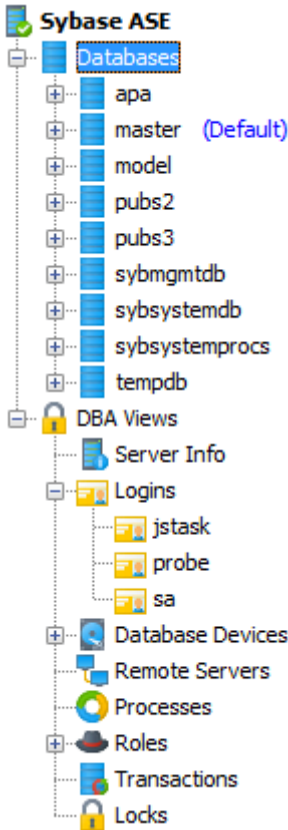 Sybase ASE
Databases
apa
master (Default)
model
pubs2
pubs3
sybmgmtdb
sybsystemdb
sybsystemprocs
tempdb
DBA Views
Server Info
Logins
jstask
probe
sa
Database Devices
Remote Servers
Processes
Roles
Transactions
Locks